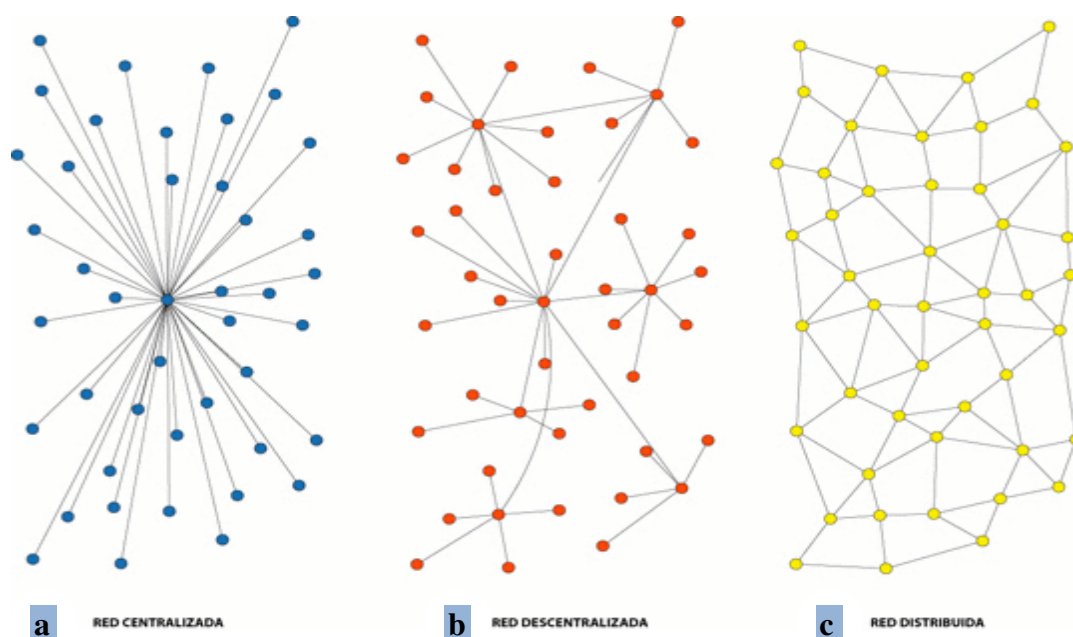 a RED CENTRALIZADA
b RED DESCENTRALIZADA
c RED DISTRIBUIDA